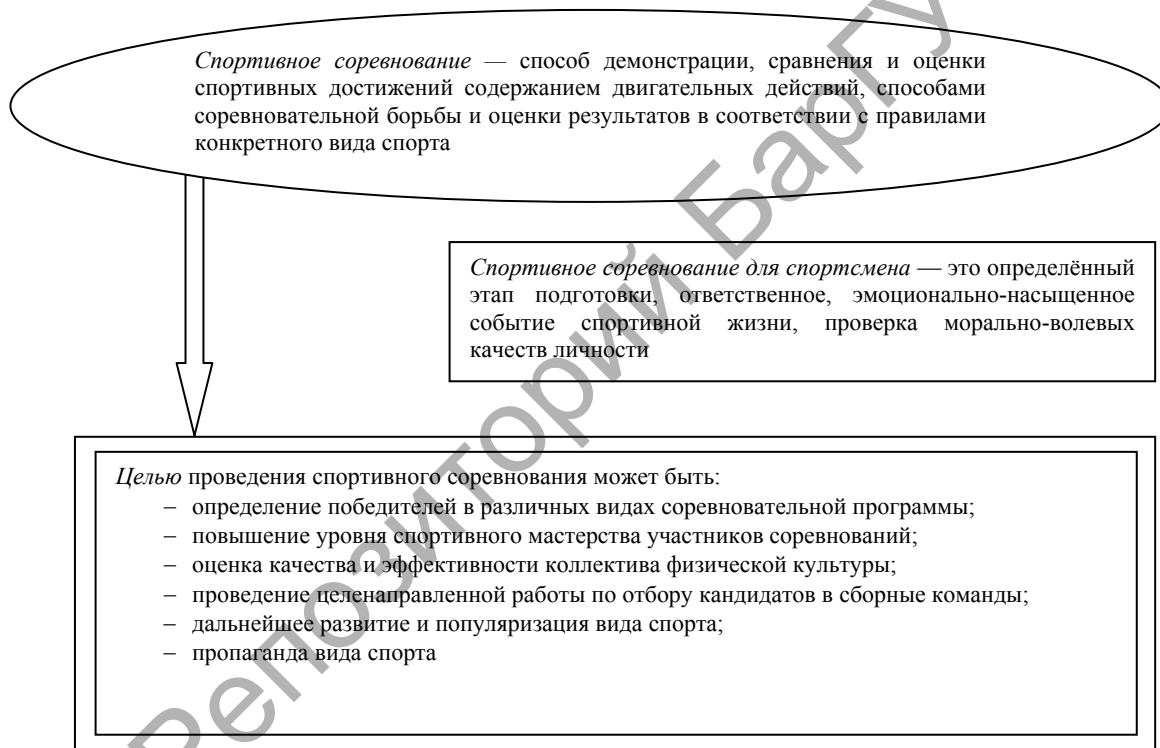 Спортивное соревнование — способ демонстрации, сравнения и оценки
спортивных достижений содержанием двигательных действий, способами
соревновательной борьбы и оценки результатов в соответствии с правилами
конкретного вида спорта
Спортивное соревнование для спортсмена — это определённый
этап подготовки, ответственное, эмоционально-насыщенное
событие спортивной жизни, проверка морально-волевых
качеств личности
Целью проведения спортивного соревнования может быть:
− определение победителей в различных видах соревновательной программы;
− повышение уровня спортивного мастерства участников соревнований;
− оценка качества и эффективности коллектива физической культуры;
− проведение целенаправленной работы по отбору кандидатов в сборные команды;
− дальнейшее развитие и популяризация вида спорта;
− пропаганда вида спорта
Репозиторий БарГУ